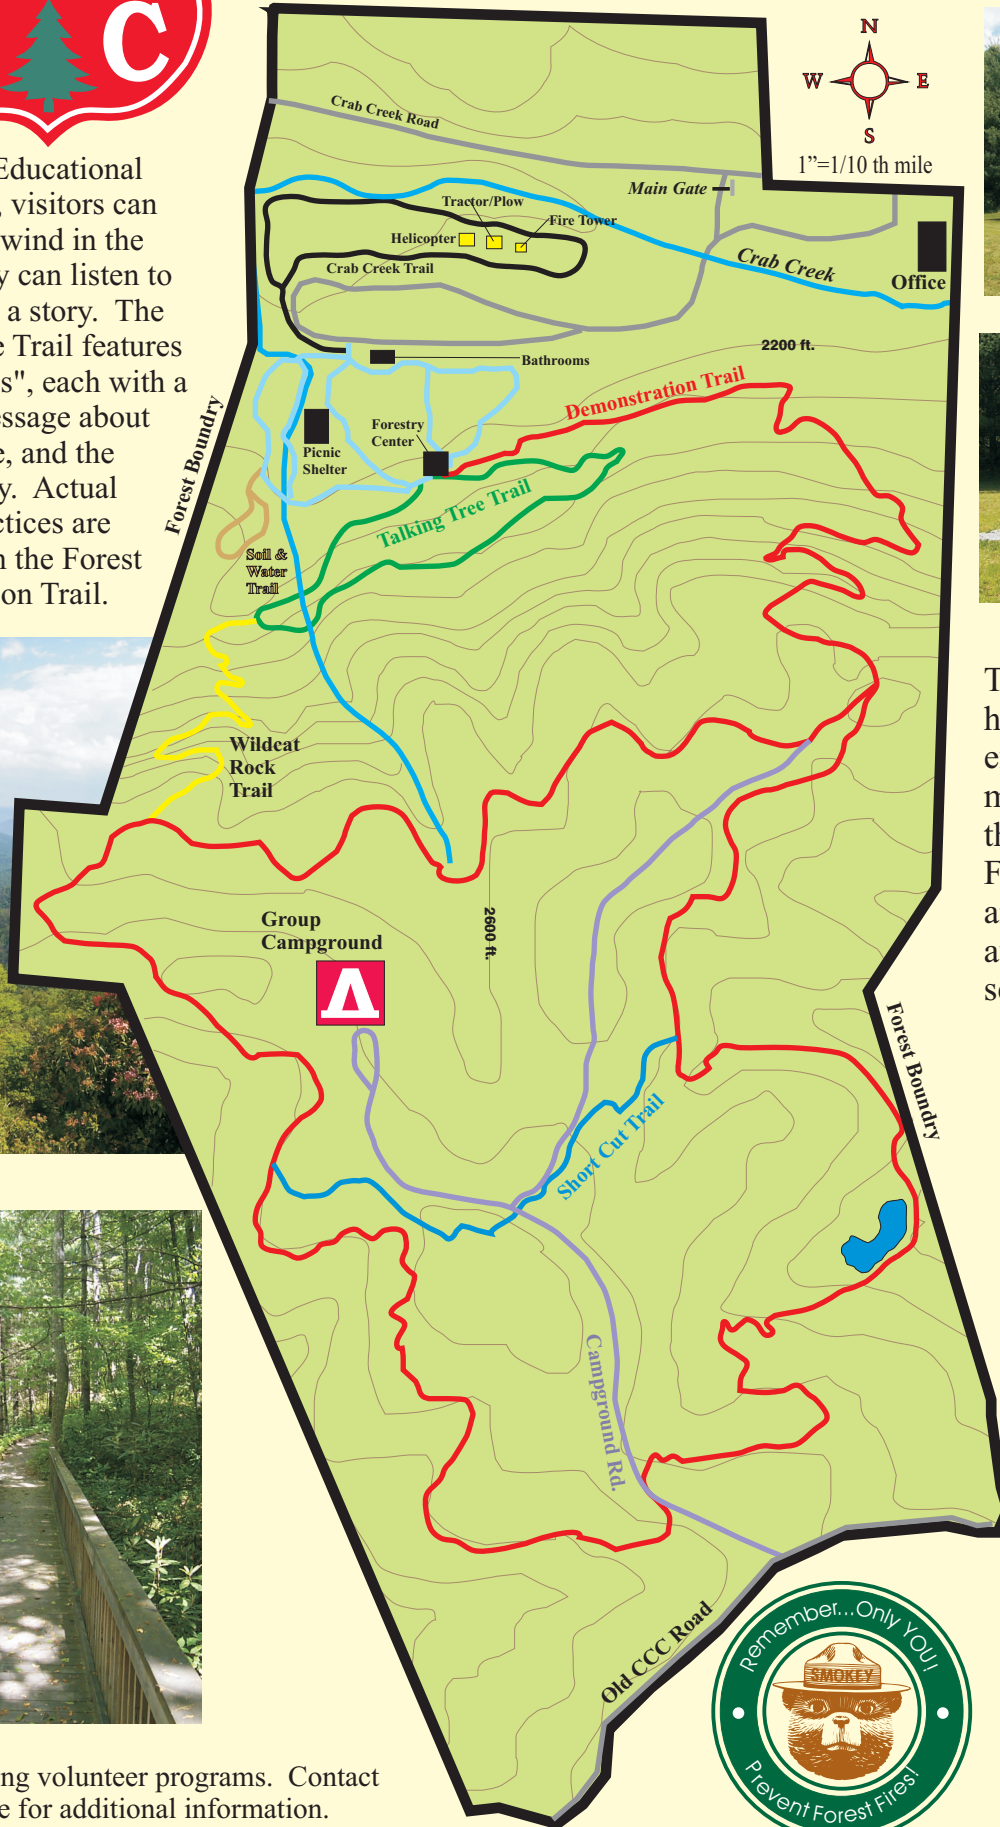 C
Educational
, visitors can
wind in the
y can listen to
a story. The
e Trail features
s", each with a
essage about
e, and the
y. Actual
ctices are
n the Forest
on Trail.
N
W E
S
1"=1/10 th mile
Crab Creek Road
Main Gate
Tractor/Plow
Fire Tower
Helicopter
Crab Creek Trail
Crab Creek
Office
2200 ft.
Bathrooms
Demonstration Trail
Forestry
Center
Picnic
Shelter
Forest Boundry
Talking Tree Trail
Soil &
Water
Trail
Wildcat
Rock
Trail
T
h
e
m
th
F
a
a
so
Group
Campground
2600 ft.
Forest Boundry
Short Cut Trail
Campground Rd.
Old CCC Road
Remember...Only YOU!
SMOKEY
Prevent Forest Fires!
ng volunteer programs. Contact
e for additional information.